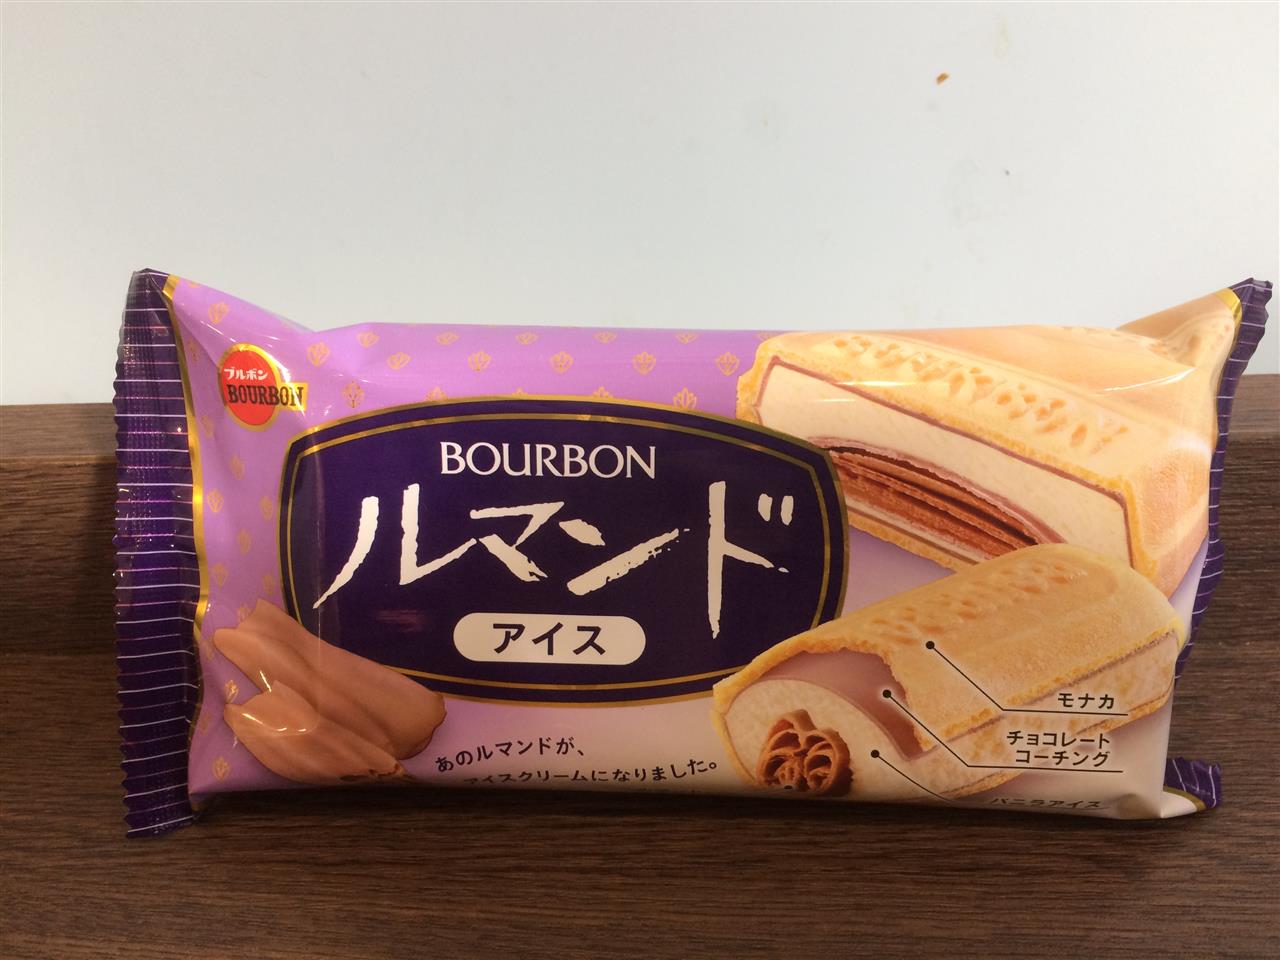 ブルボン
BOURBON
BOURBON
ルマンド
アイス
あのルマンドが、
アイスクリームになりました。
モナカ
チョコレート
コーチング
バニラアイス